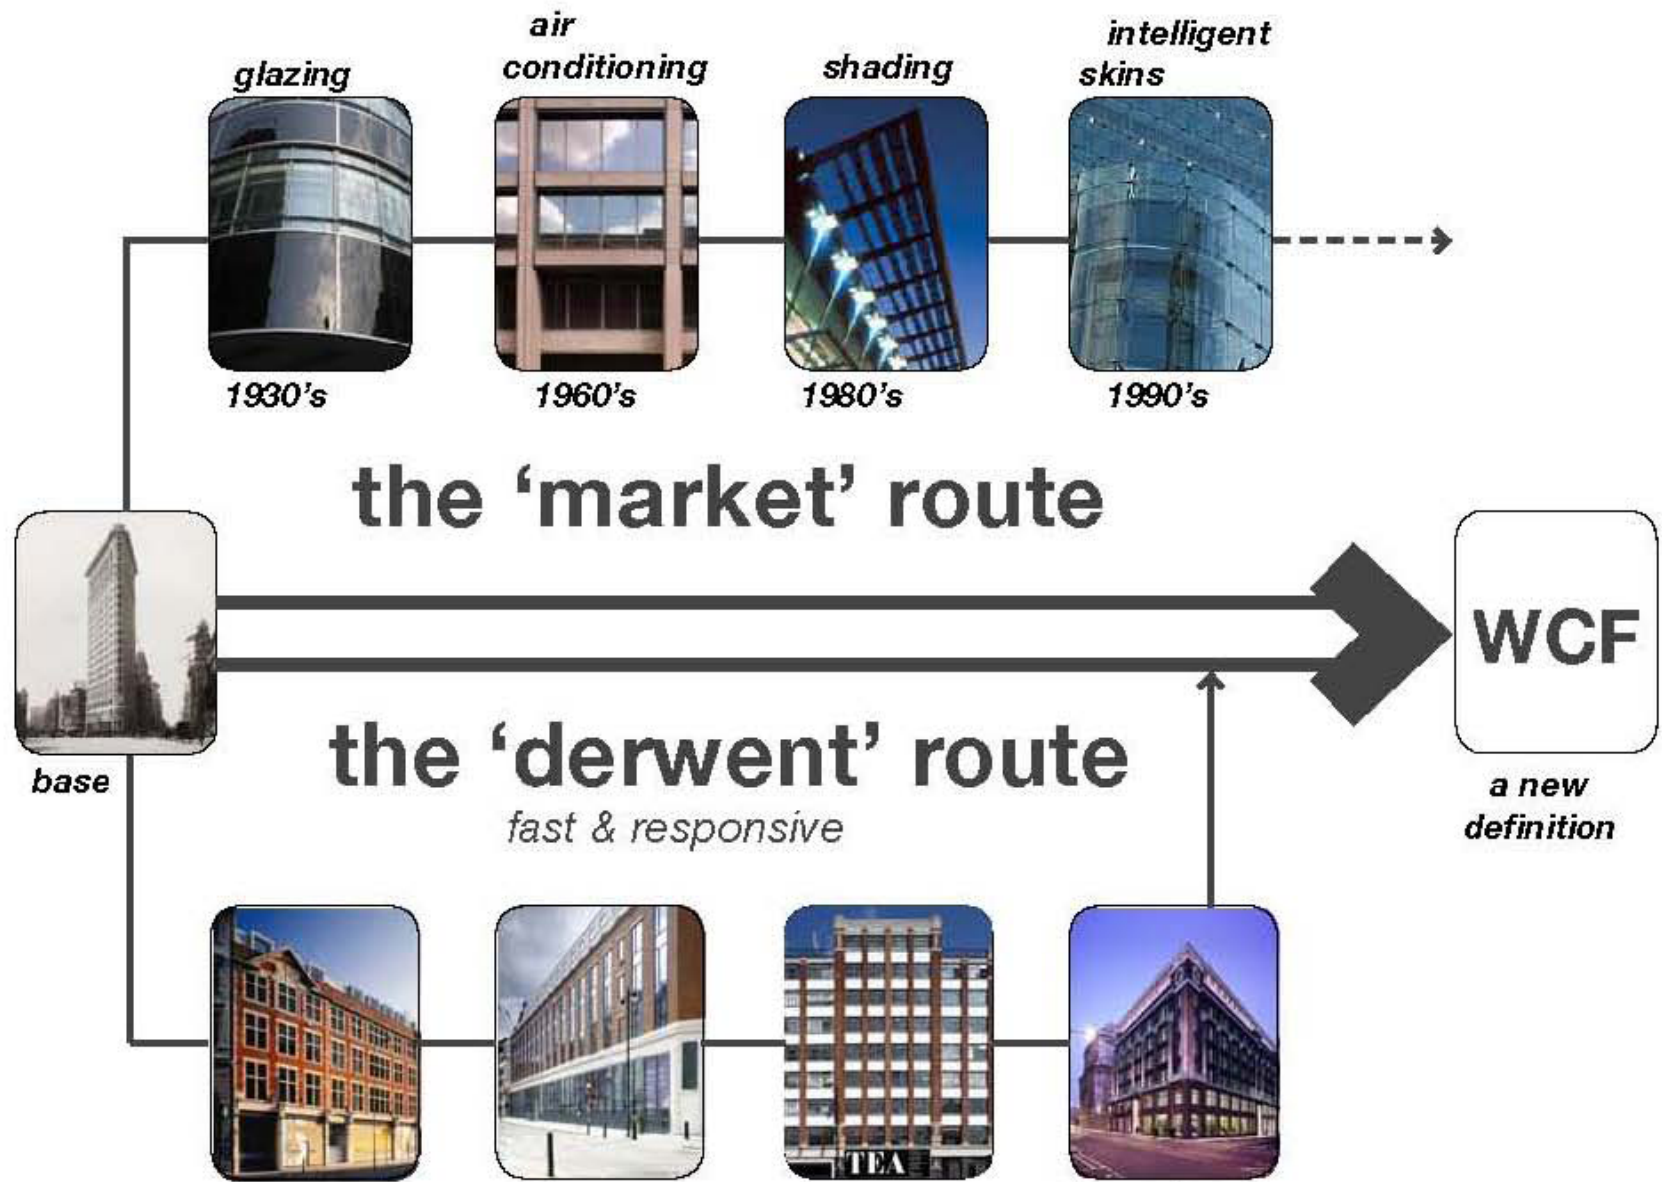 glazing
air
conditioning
shading
intelligent
skins
1930's
1960's
1980's
1990's
the ‘market’ route
WCF
base
the ‘derwent’ route
fast & responsive
a new
definition
TEA